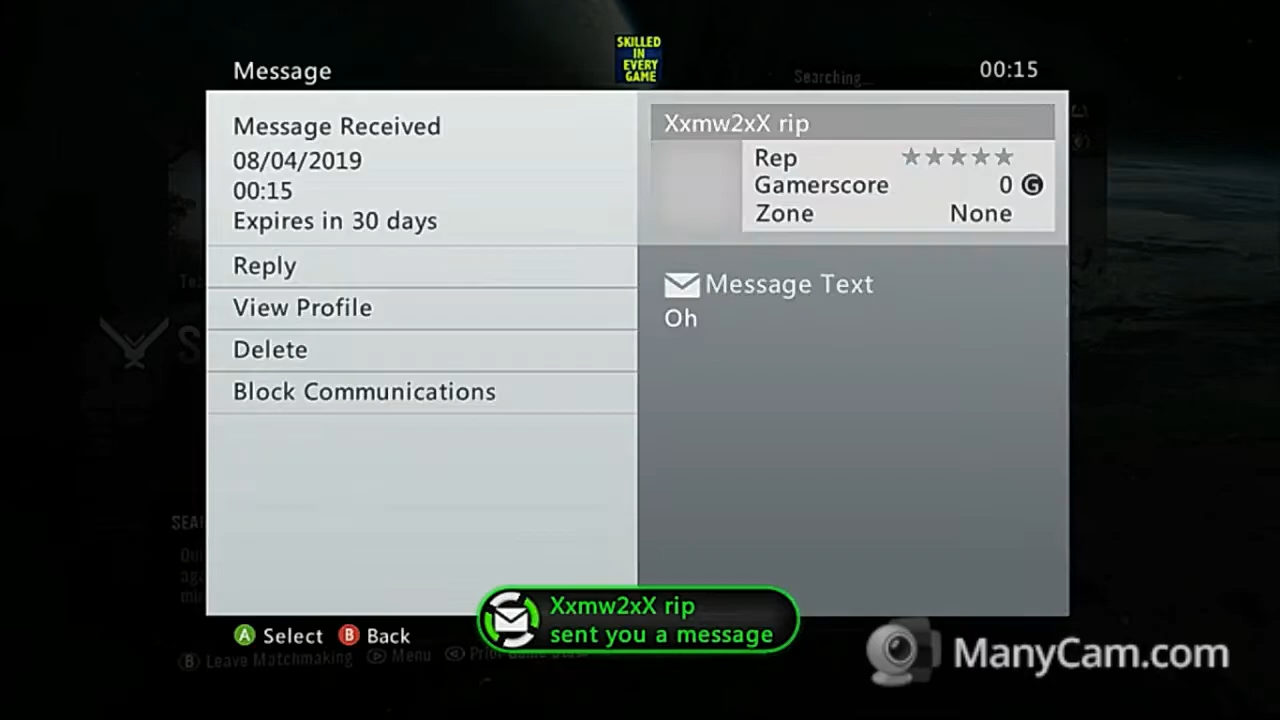 SKILLED
IN
EVERY
GAME
Message
Searching...
00:15
Message Received
08/04/2019
00:15
Expires in 30 days
Reply
View Profile
Delete
Block Communications
Xxmw2xX rip
Rep
Gamerscore 0 G
Zone None
Message Text
Oh
Xxmw2xX rip
sent you a message
A Select B Back
B Leave Matchmaking Menu
ManyCam.com